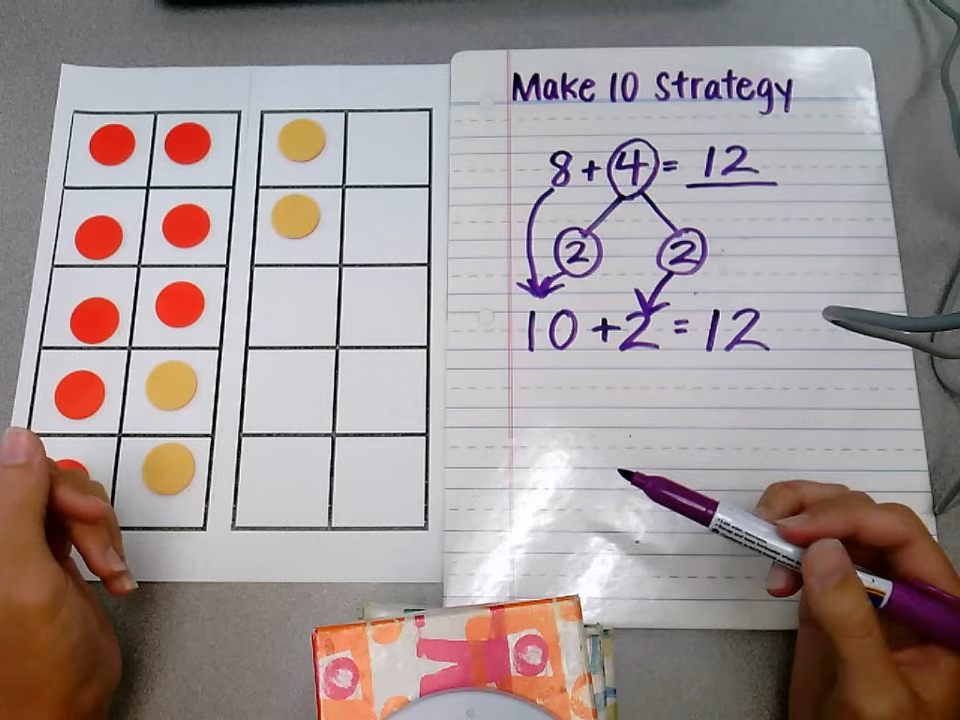 Make 10 Strategy
8 + 4 = 12
2 2
10 + 2 = 12